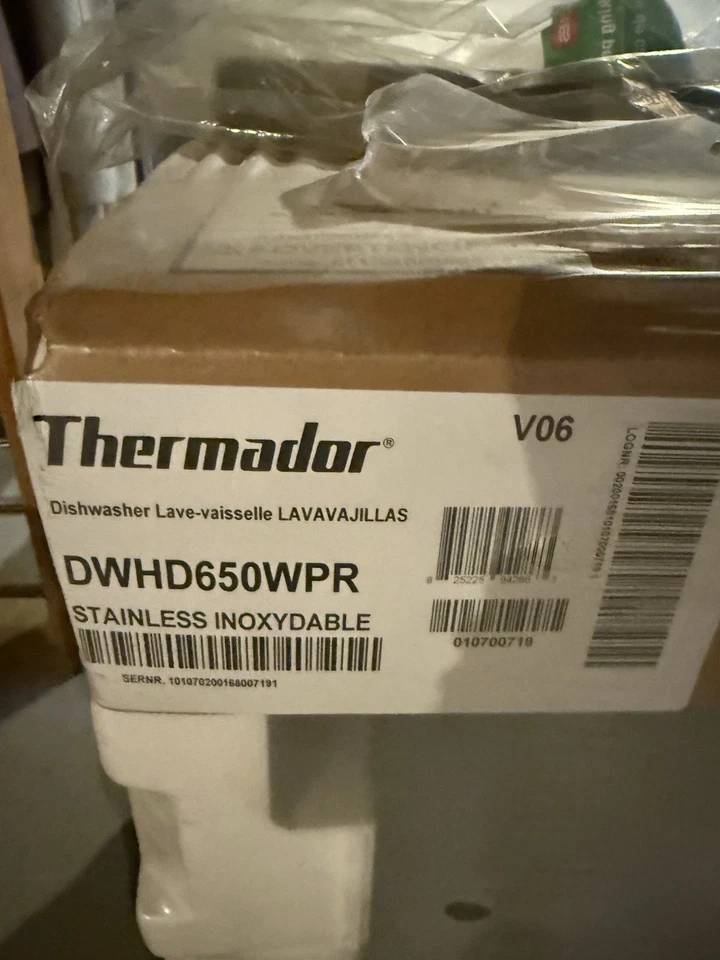 Thermador®
V06
Dishwasher Lave-vaisselle LAVAVAJILLAS
DWHD650WPR
STAINLESS INOXYDABLE
010700719
SERNR. 101070200168007191